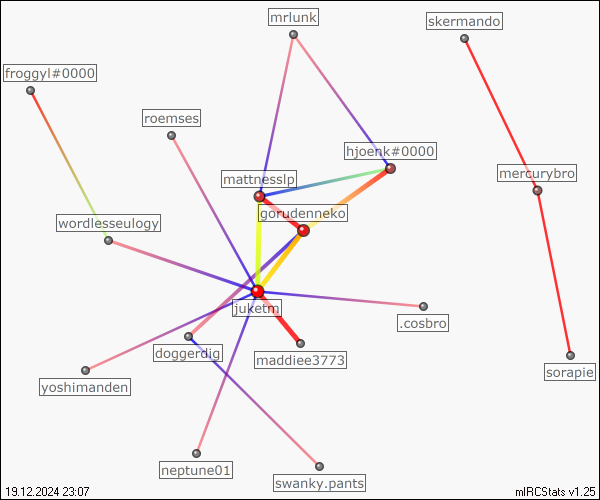 mrlunk
skermando
froggyl#0000
roemses
hjoenk#0000
mercurybro
mattnesslp
gorudenneko
wordlesseulogy
juketm
.cosbro
doggerdig
maddiee3773
sorapie
yoshimanden
neptune01
swanky.pants
19.12.2024 23:07
mIRCStats v1.25